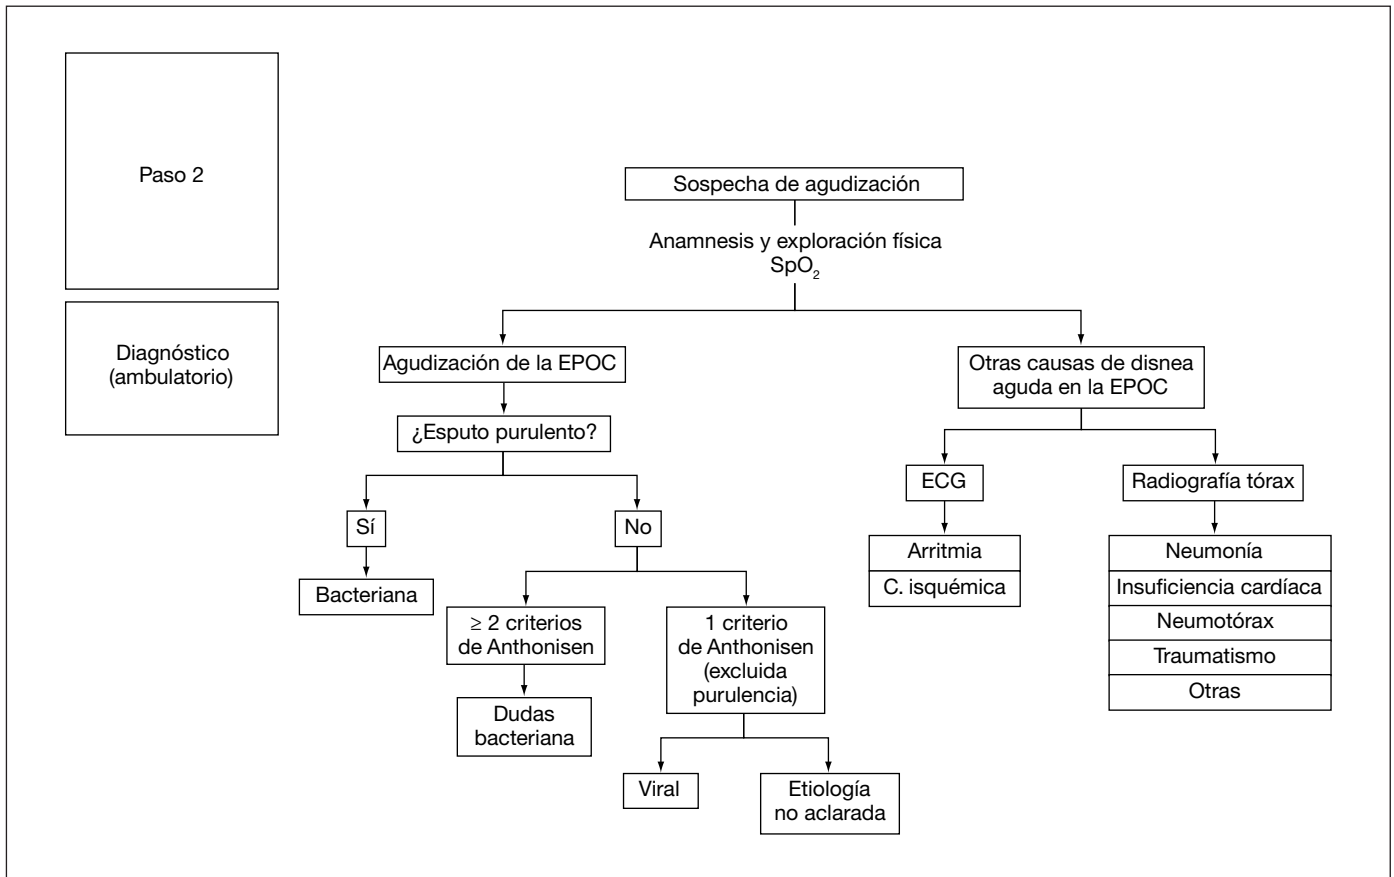 Paso 2
Diagnóstico
(ambulatorio)
Sospecha de agudización
Anamnesis y exploración física
SpO₂
Agudización de la EPOC
Otras causas de disnea
aguda en la EPOC
¿Esputo purulento?
ECG
Radiografía tórax
Sí
No
Arritmia
C. isquémica
Neumonía
Insuficiencia cardíaca
Neumotórax
Traumatismo
Otras
Bacteriana
≥ 2 criterios
de Anthonisen
1 criterio
de Anthonisen
(excluida
purulencia)
Dudas
bacteriana
Viral
Etiología
no aclarada